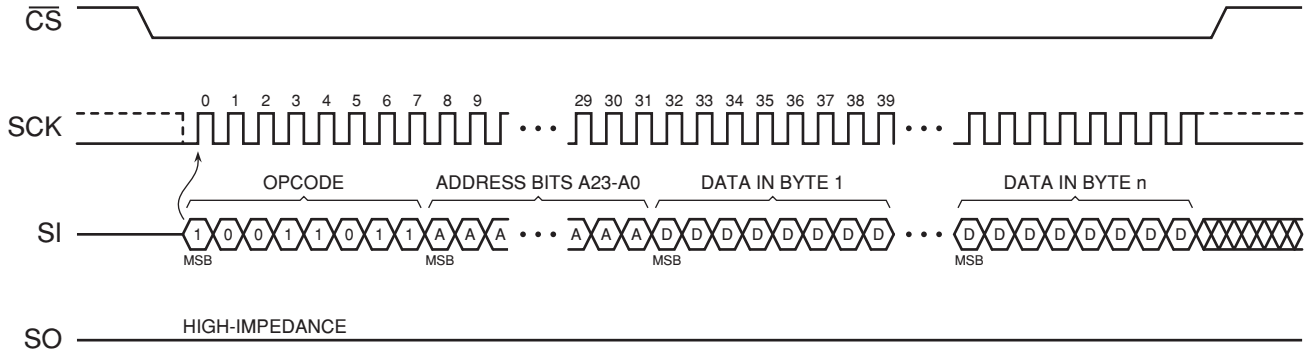 CS
0 1 2 3 4 5 6 7 8 9 29 30 31 32 33 34 35 36 37 38 39
SCK
OPCODE ADDRESS BITS A23-A0 DATA IN BYTE 1 DATA IN BYTE n
SI 1 0 0 1 1 0 1 1 A A A A A A D D D D D D D D D D D D D D D D
MSB MSB MSB MSB
HIGH-IMPEDANCE
SO